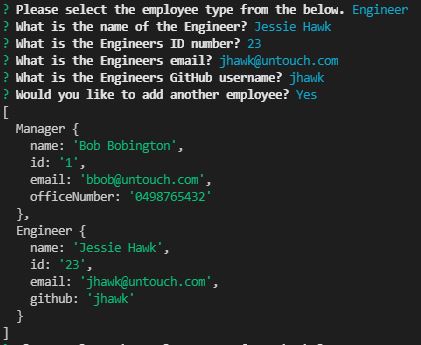 ? Please select the employee type from the below. Engineer
? What is the name of the Engineer? Jessie Hawk
? What is the Engineers ID number? 23
? What is the Engineers email? jhawk@untouch.com
? What is the Engineers GitHub username? jhawk
? Would you like to add another employee? Yes
[
  Manager {
    name: 'Bob Bobington',
    id: '1',
    email: 'bbob@untouch.com',
    officeNumber: '0498765432'
  },
  Engineer {
    name: 'Jessie Hawk',
    id: '23',
    email: 'jhawk@untouch.com',
    github: 'jhawk'
  }
]